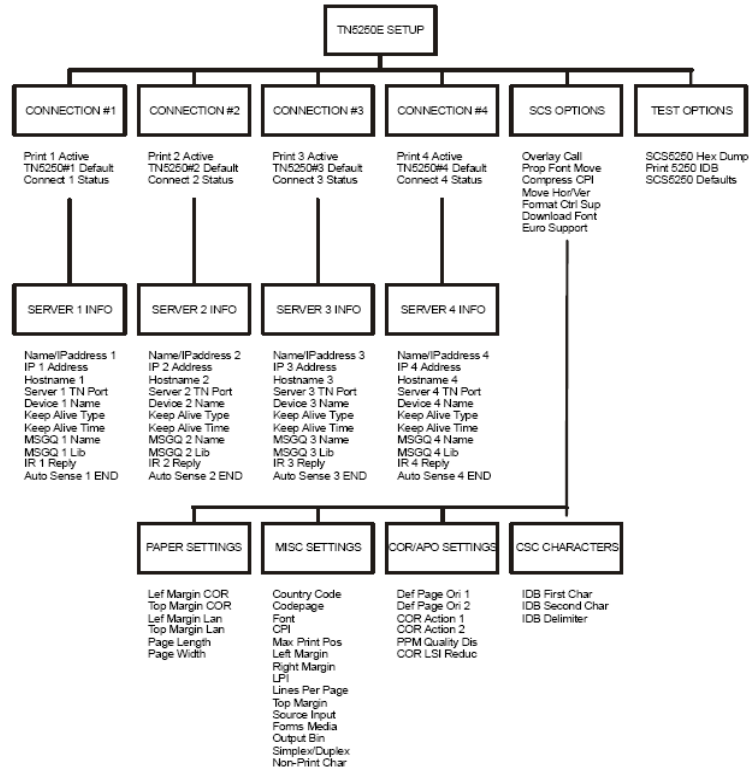 TN5250E SETUP
CONNECTION #1
CONNECTION #2
CONNECTION #3
CONNECTION #4
SCS OPTIONS
TEST OPTIONS
Print 1 Active
TN5250#1 Default
Connect 1 Status
Print 2 Active
TN5250#2 Default
Connect 2 Status
Print 3 Active
TN5250#3 Default
Connect 3 Status
Print 4 Active
TN5250#4 Default
Connect 4 Status
Overlay Call
Prop Font Move
Compress CPI
Move Hor/Ver
Format Ctrl Sup
Download Font
Euro Support
SCS5250 Hex Dump
Print 5250 IDB
SCS5250 Defaults
SERVER 1 INFO
SERVER 2 INFO
SERVER 3 INFO
SERVER 4 INFO
Name/IPaddress 1
IP 1 Address
Hostname 1
Server 1 TN Port
Device 1 Name
Keep Alive Type
Keep Alive Time
MSGQ 1 Name
MSGQ 1 Lib
IR 1 Reply
Auto Sense 1 END
Name/IPaddress 2
IP 2 Address
Hostname 2
Server 2 TN Port
Device 2 Name
Keep Alive Type
Keep Alive Time
MSGQ 2 Name
MSGQ 2 Lib
IR 2 Reply
Auto Sense 2 END
Name/IPaddress 3
IP 3 Address
Hostname 3
Server 3 TN Port
Device 3 Name
Keep Alive Type
Keep Alive Time
MSGQ 3 Name
MSGQ 3 Lib
IR 3 Reply
Auto Sense 3 END
Name/IPaddress 4
IP 4 Address
Hostname 4
Server 4 TN Port
Device 4 Name
Keep Alive Type
Keep Alive Time
MSGQ 4 Name
MSGQ 4 Lib
IR 4 Reply
Auto Sense 4 END
PAPER SETTINGS
MISC SETTINGS
COR/APO SETTINGS
CSC CHARACTERS
Lef Margin COR
Top Margin COR
Lef Margin Lan
Top Margin Lan
Page Length
Page Width
Country Code
Codepage
Font
CPI
Max Print Pos
Left Margin
Right Margin
LPI
Lines Per Page
Top Margin
Source Input
Forms Media
Output Bin
Simplex/Duplex
Non-Print Char
Def Page Ori 1
Def Page Ori 2
COR Action 1
COR Action 2
PPM Quality Dis
COR LSI Reduc
IDB First Char
IDB Second Char
IDB Delimiter